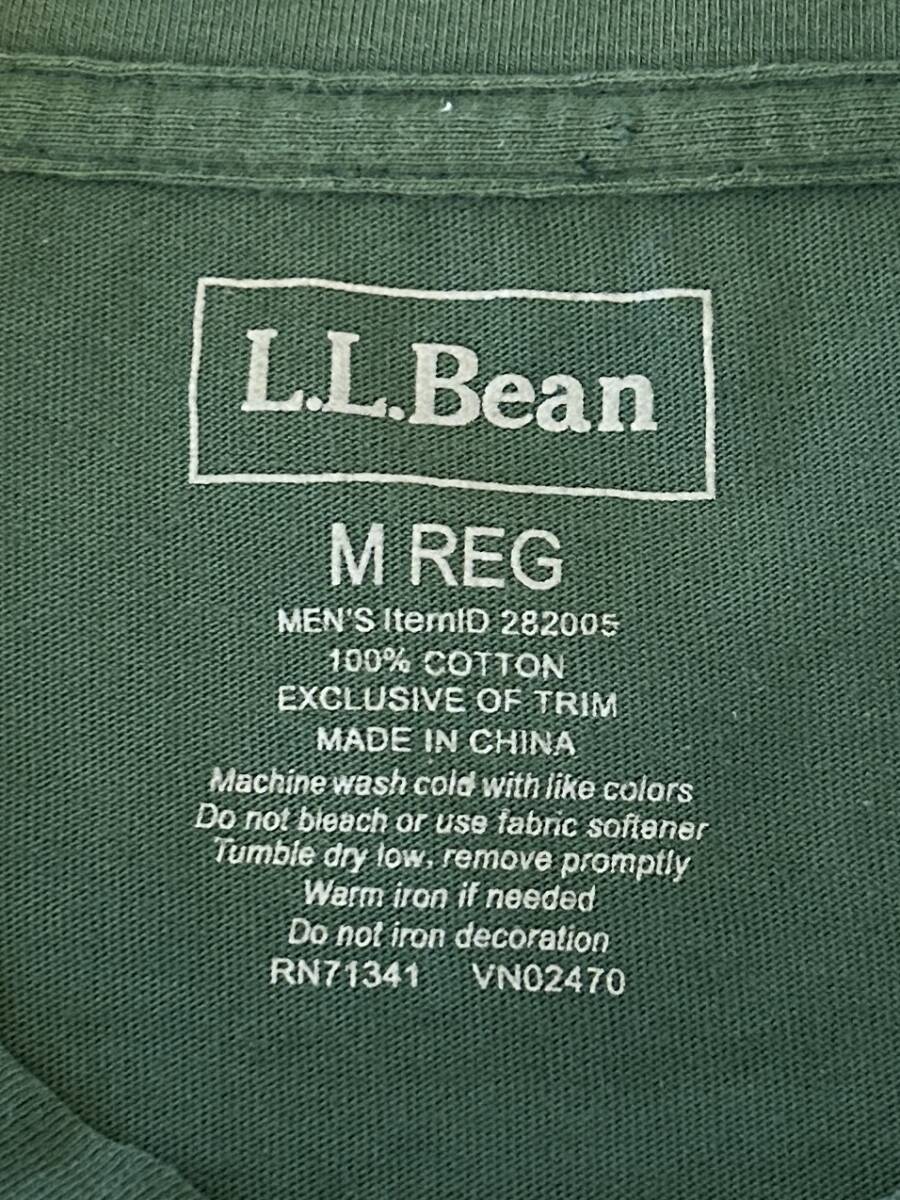 L.L.Bean
M REG
MEN'S ItemID 282005
100% COTTON
EXCLUSIVE OF TRIM
MADE IN CHINA
Machine wash cold with like colors
Do not bleach or use fabric softener
Tumble dry low, remove promptly
Warm iron if needed
Do not iron decoration
RN71341 VN02470